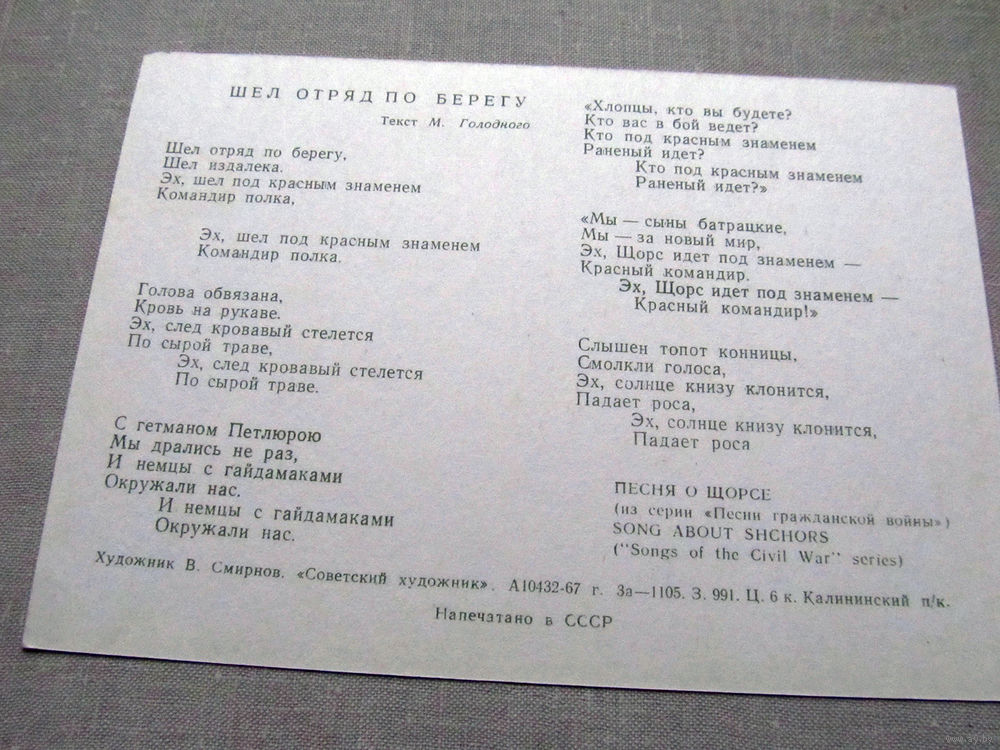 ШЕЛ ОТРЯД ПО БЕРЕГУ
Текст М. Голодного
Шел отряд по берегу,
Шел издалека.
Эх, шел под красным знаменем
Командир полка,
Эх, шел под красным знаменем
Командир полка.
Голова обвязана,
Кровь на рукаве.
Эх, след кровавый стелется
По сырой траве,
Эх, след кровавый стелется
По сырой траве.
С гетманом Петлюрою
Мы дрались не раз,
И немцы с гайдамаками
Окружали нас.
И немцы с гайдамаками
Окружали нас.
«Хлопцы, кто вы будете?
Кто вас в бой ведет?
Кто под красным знаменем
Раненый идет?
Кто под красным знаменем
Раненый идет?»
«Мы — сыны батрацкие,
Мы — за новый мир,
Эх, Щорс идет под знаменем —
Красный командир.
Эх, Щорс идет под знаменем —
Красный командир!»
Слышен топот конницы,
Смолкли голоса,
Эх, солнце книзу клонится,
Падает роса,
Эх, солнце книзу клонится,
Падает роса
ПЕСНЯ О ЩОРСЕ
(из серии «Песни гражданской войны»)
SONG ABOUT SHCHORS
("Songs of the Civil War" series)
Художник В. Смирнов. «Советский художник». А10432-67 г. За—1105. З. 991. Ц. 6 к. Калининский п/к.
Напечатано в СССР
www.ay.by